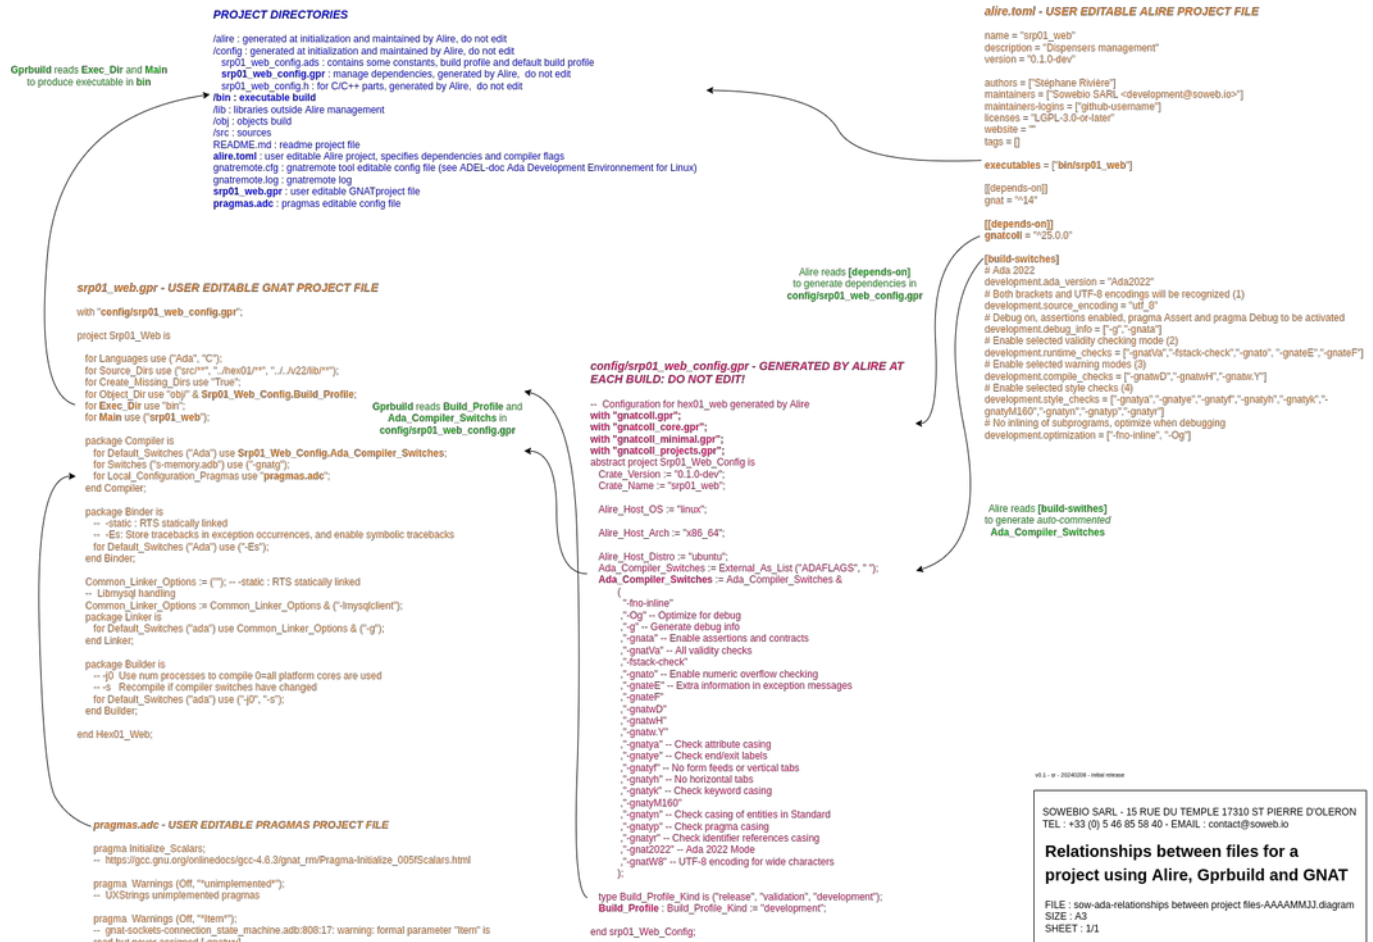 PROJECT DIRECTORIES
/alire : generated at initialization and maintained by Alire, do not edit
/config : generated at initialization and maintained by Alire, do not edit
srp01_web_config.ads : contains some constants, build profile and default build profile
srp01_web_config.gpr : manage dependencies, generated by Alire, do not edit
srp01_web_config.h : for C/C++ parts, generated by Alire, do not edit
/bin : executable build
/lib : libraries outside Alire management
/obj : objects build
/src : sources
README.md : readme project file
alire.toml : user editable Alire project, specifies dependencies and compiler flags
gnatremote.cfg : gnatremote tool editable config file (see ADEL-doc Ada Development Environnement for Linux)
gnatremote.log : gnatremote log
srp01_web.gpr : user editable GNATproject file
pragmas.adc : pragmas editable config file
Gprbuild reads Exec_Dir and Main
to produce executable in bin
alire.toml - USER EDITABLE ALIRE PROJECT FILE
name = "srp01_web"
description = "Dispensers management"
version = "0.1.0-dev"
authors = ["Stéphane Rivière"]
maintainers = ["Sowebio SARL <development@soweb.io>"]
maintainers-logins = ["github-username"]
licenses = "LGPL-3.0-or-later"
website = ""
tags = []
executables = ["bin/srp01_web"]
[[depends-on]]
gnat = "^14"
[[depends-on]]
gnatcoll = "^25.0.0"
[build-switches]
# Ada 2022
development.ada_version = "Ada2022"
# Both brackets and UTF-8 encodings will be recognized (1)
development.source_encoding = "utf_8"
# Debug on, assertions enabled, pragma Assert and pragma Debug to be activated
development.debug_info = ["-g","-gnata"]
# Enable selected validity checking mode (2)
development.runtime_checks = ["-gnatVa","-fstack-check","-gnato", "-gnateE","-gnateF"]
# Enable selected warning modes (3)
development.compile_checks = ["-gnatwD","-gnatwH","-gnatw.Y"]
# Enable selected style checks (4)
development.style_checks = ["-gnatya","-gnatye","-gnatyf","-gnatyh","-gnatyk","-
gnatyM160","-gnatyn","-gnatyp","-gnatyr"]
# No inlining of subprograms, optimize when debugging
development.optimization = ["-fno-inline", "-Og"]
Alire reads [depends-on]
to generate dependencies in
config/srp01_web_config.gpr
Alire reads [build-swithes]
to generate auto-commented
Ada_Compiler_Switches
srp01_web.gpr - USER EDITABLE GNAT PROJECT FILE
with "config/srp01_web_config.gpr";
project Srp01_Web is
for Languages use ("Ada", "C");
for Source_Dirs use ("src/**", "../hex01/**", "../../v22/lib/**");
for Create_Missing_Dirs use "True";
for Object_Dir use "obj/" & Srp01_Web_Config.Build_Profile;
for Exec_Dir use "bin";
for Main use ("srp01_web");
package Compiler is
for Default_Switches ("Ada") use Srp01_Web_Config.Ada_Compiler_Switches;
for Switches ("s-memory.adb") use ("-gnatg");
for Local_Configuration_Pragmas use "pragmas.adc";
end Compiler;
package Binder is
-- -static : RTS statically linked
-- -Es: Store tracebacks in exception occurrences, and enable symbolic tracebacks
for Default_Switches ("Ada") use ("-Es");
end Binder;
Common_Linker_Options := (""); -- -static : RTS statically linked
-- Libmysql handling
Common_Linker_Options := Common_Linker_Options & ("-lmysqlclient");
package Linker is
for Default_Switches ("ada") use Common_Linker_Options & ("-g");
end Linker;
package Builder is
-- -j0 Use num processes to compile 0=all platform cores are used
-- -s Recompile if compiler switches have changed
for Default_Switches ("ada") use ("-j0", "-s");
end Builder;
end Hex01_Web;
Gprbuild reads Build_Profile and
Ada_Compiler_Switchs in
config/srp01_web_config.gpr
config/srp01_web_config.gpr - GENERATED BY ALIRE AT
EACH BUILD: DO NOT EDIT!
-- Configuration for hex01_web generated by Alire
with "gnatcoll.gpr";
with "gnatcoll_core.gpr";
with "gnatcoll_minimal.gpr";
with "gnatcoll_projects.gpr";
abstract project Srp01_Web_Config is
Crate_Version := "0.1.0-dev";
Crate_Name := "srp01_web";
Alire_Host_OS := "linux";
Alire_Host_Arch := "x86_64";
Alire_Host_Distro := "ubuntu";
Ada_Compiler_Switches := External_As_List ("ADAFLAGS", " ");
Ada_Compiler_Switches := Ada_Compiler_Switches &
(
"-fno-inline"
,"-Og" -- Optimize for debug
,"-g" -- Generate debug info
,"-gnata" -- Enable assertions and contracts
,"-gnatVa" -- All validity checks
,"-fstack-check"
,"-gnato" -- Enable numeric overflow checking
,"-gnateE" -- Extra information in exception messages
,"-gnateF"
,"-gnatwD"
,"-gnatwH"
,"-gnatw.Y"
,"-gnatya" -- Check attribute casing
,"-gnatye" -- Check end/exit labels
,"-gnatyf" -- No form feeds or vertical tabs
,"-gnatyh" -- No horizontal tabs
,"-gnatyk" -- Check keyword casing
,"-gnatyM160"
,"-gnatyn" -- Check casing of entities in Standard
,"-gnatyp" -- Check pragma casing
,"-gnatyr" -- Check identifier references casing
,"-gnat2022" -- Ada 2022 Mode
,"-gnatW8" -- UTF-8 encoding for wide characters
);
type Build_Profile_Kind is ("release", "validation", "development");
Build_Profile : Build_Profile_Kind := "development";
end srp01_Web_Config;
pragmas.adc - USER EDITABLE PRAGMAS PROJECT FILE
pragma Initialize_Scalars;
-- https://gcc.gnu.org/onlinedocs/gcc-4.6.3/gnat_rm/Pragma-Initialize_005fScalars.html
pragma Warnings (Off, "*unimplemented*");
-- UXStrings unimplemented pragmas
pragma Warnings (Off, "*Item*");
-- gnat-sockets-connection_state_machine.adb:808:17: warning: formal parameter "Item" is
v0.1 - sr - 20240208 - initial release
SOWEBIO SARL - 15 RUE DU TEMPLE 17310 ST PIERRE D'OLERON
TEL : +33 (0) 5 46 85 58 40 - EMAIL : contact@soweb.io
Relationships between files for a
project using Alire, Gprbuild and GNAT
FILE : sow-ada-relationships between project files-AAAAMMJJ.diagram
SIZE : A3
SHEET : 1/1